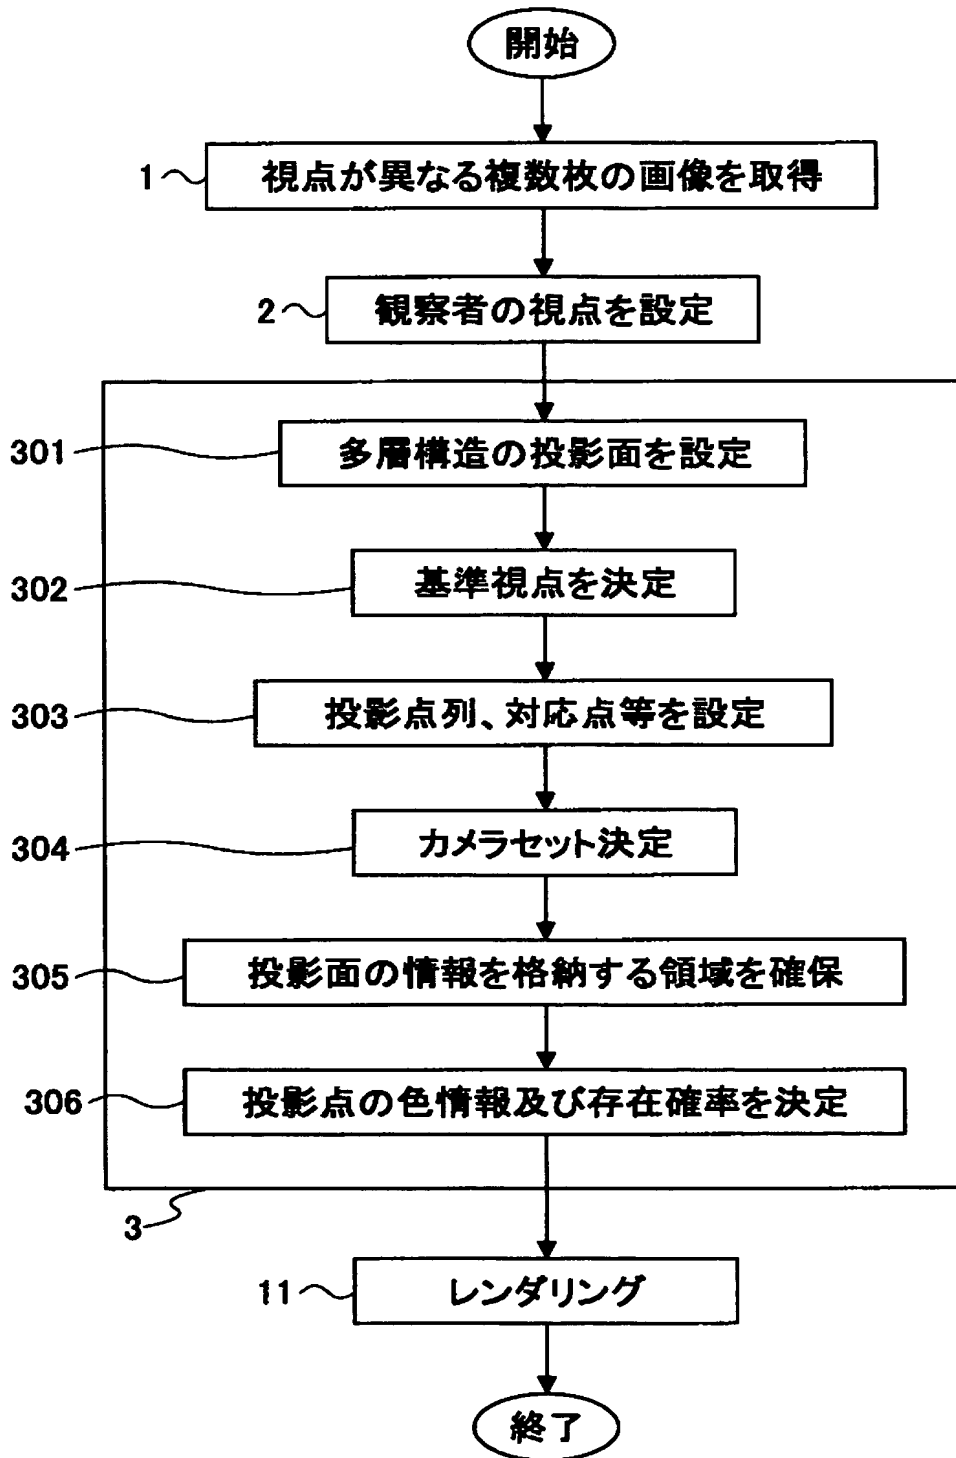 開始
1 視点が異なる複数枚の画像を取得
2 観察者の視点を設定
301 多層構造の投影面を設定
302 基準視点を決定
303 投影点列、対応点等を設定
304 カメラセット決定
305 投影面の情報を格納する領域を確保
306 投影点の色情報及び存在確率を決定
3
11 レンダリング
終了